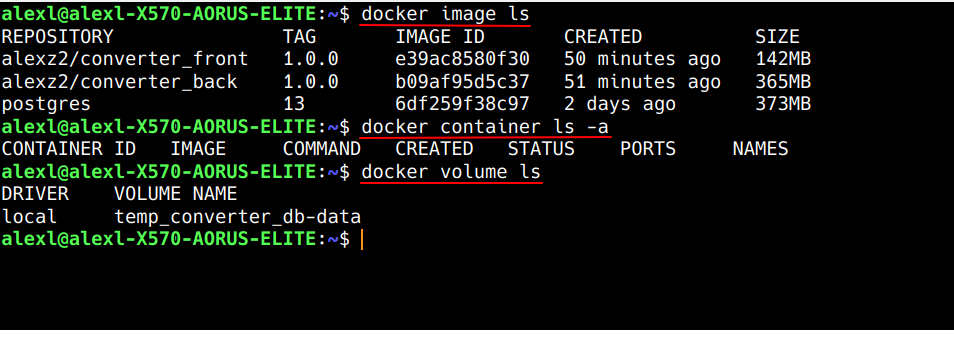 alexl@alexl-X570-AORUS-ELITE:~$ docker image ls
REPOSITORY TAG IMAGE ID CREATED SIZE
alexz2/converter_front 1.0.0 e39ac8580f30 50 minutes ago 142MB
alexz2/converter_back 1.0.0 b09af95d5c37 51 minutes ago 365MB
postgres 13 6df259f38c97 2 days ago 373MB
alexl@alexl-X570-AORUS-ELITE:~$ docker container ls -a
CONTAINER ID IMAGE COMMAND CREATED STATUS PORTS NAMES
alexl@alexl-X570-AORUS-ELITE:~$ docker volume ls
DRIVER VOLUME NAME
local temp_converter_db-data
alexl@alexl-X570-AORUS-ELITE:~$